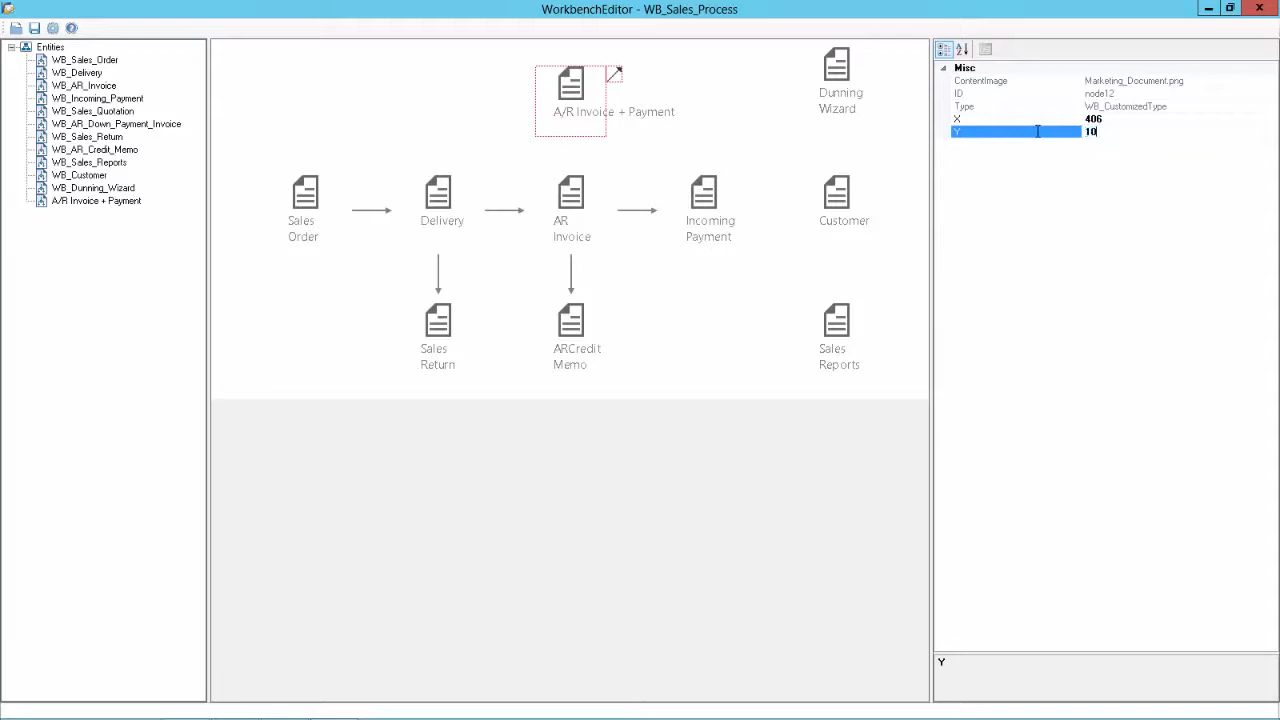 WorkbenchEditor - WB_Sales_Process
Entities
WB_Sales_Order
WB_Delivery
WB_AR_Invoice
WB_Incoming_Payment
WB_Sales_Quotation
WB_AR_Down_Payment_Invoice
WB_Sales_Return
WB_AR_Credit_Memo
WB_Sales_Reports
WB_Customer
WB_Dunning_Wizard
A/R Invoice + Payment
A/R Invoice + Payment
Dunning
Wizard
Sales
Order
Delivery
AR
Invoice
Incoming
Payment
Customer
Sales
Return
ARCredit
Memo
Sales
Reports
Misc
ContentImage Marketing_Document.png
ID node12
Type WB_CustomizedType
X 406
Y 10
Y